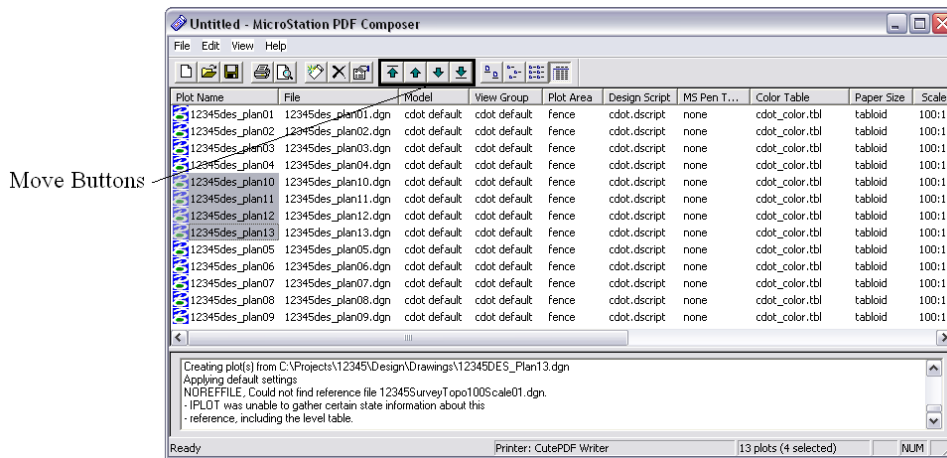 Untitled - MicroStation PDF Composer
File Edit View Help
Plot Name File Model View Group Plot Area Design Script MS Pen T... Color Table Paper Size Scale
12345des_plan01 12345des_plan01.dgn cdot default cdot default fence cdot.dscript none cdot_color.tbl tabloid 100:1
12345des_plan02 12345des_plan02.dgn cdot default cdot default fence cdot.dscript none cdot_color.tbl tabloid 100:1
12345des_plan03 12345des_plan03.dgn cdot default cdot default fence cdot.dscript none cdot_color.tbl tabloid 100:1
12345des_plan04 12345des_plan04.dgn cdot default cdot default fence cdot.dscript none cdot_color.tbl tabloid 100:1
Move Buttons
12345des_plan10 12345des_plan10.dgn cdot default cdot default fence cdot.dscript none cdot_color.tbl tabloid 100:1
12345des_plan11 12345des_plan11.dgn cdot default cdot default fence cdot.dscript none cdot_color.tbl tabloid 100:1
12345des_plan12 12345des_plan12.dgn cdot default cdot default fence cdot.dscript none cdot_color.tbl tabloid 100:1
12345des_plan13 12345des_plan13.dgn cdot default cdot default fence cdot.dscript none cdot_color.tbl tabloid 100:1
12345des_plan05 12345des_plan05.dgn cdot default cdot default fence cdot.dscript none cdot_color.tbl tabloid 100:1
12345des_plan06 12345des_plan06.dgn cdot default cdot default fence cdot.dscript none cdot_color.tbl tabloid 100:1
12345des_plan07 12345des_plan07.dgn cdot default cdot default fence cdot.dscript none cdot_color.tbl tabloid 100:1
12345des_plan08 12345des_plan08.dgn cdot default cdot default fence cdot.dscript none cdot_color.tbl tabloid 100:1
12345des_plan09 12345des_plan09.dgn cdot default cdot default fence cdot.dscript none cdot_color.tbl tabloid 100:1
Creating plot(s) from C:\Projects\12345\Design\Drawings\12345DES_Plan13.dgn
Applying default settings
NOREFFILE, Could not find reference file 12345SurveyTopo100Scale01.dgn.
- IPLOT was unable to gather certain state information about this
- reference, including the level table.
Ready Printer: CutePDF Writer 13 plots (4 selected) NUM